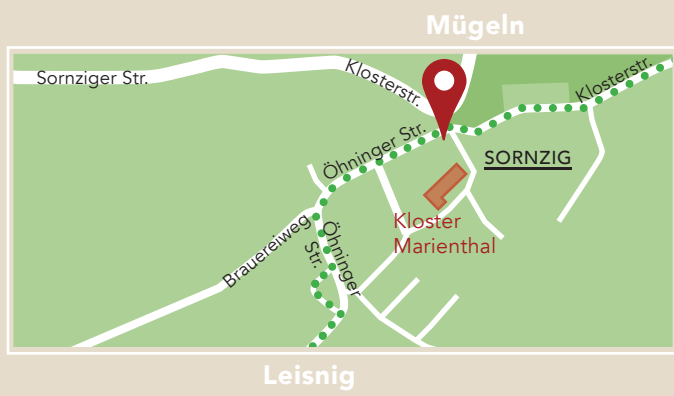 Mügeln
Sornziger Str.
Klosterstr.
Klosterstr.
Öhninger Str.
SORNZIG
Kloster
Marienthal
Brauereiweg
Öhninger
Str.
Leisnig